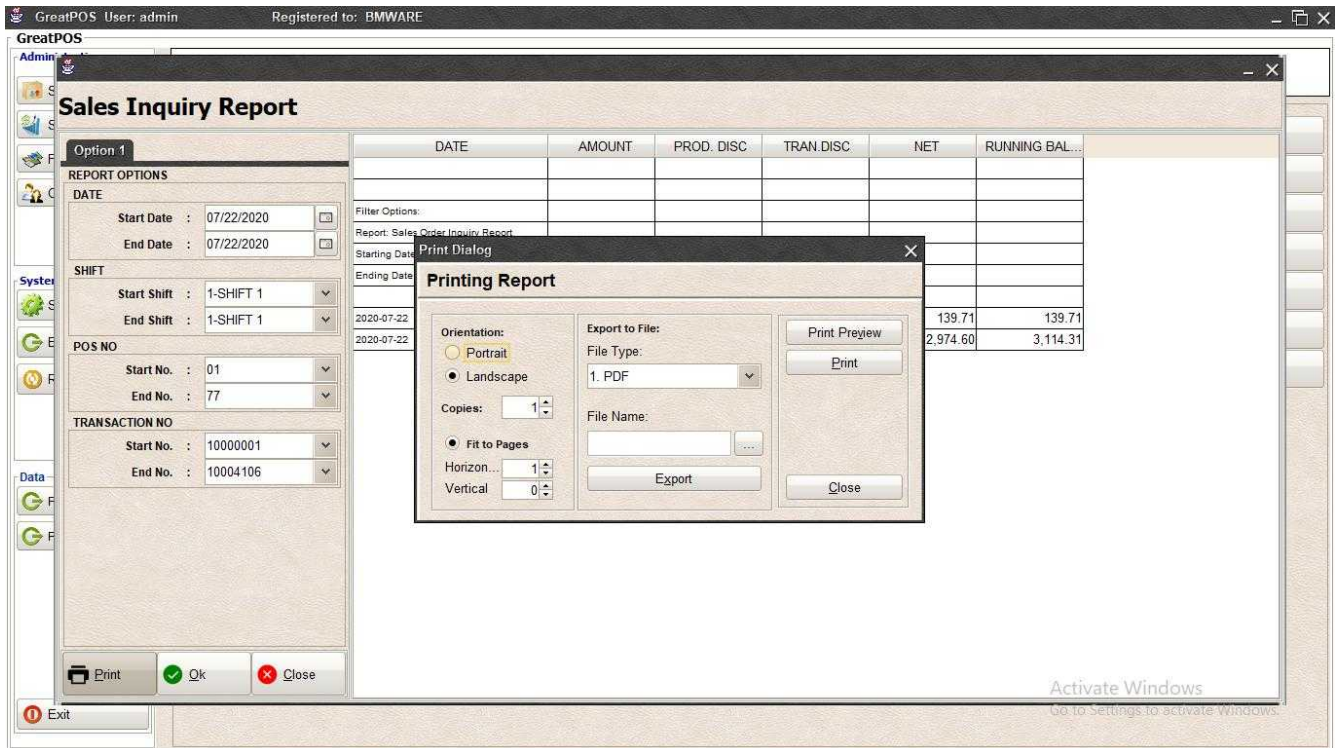 GreatPOS User: admin Registered to: BMWARE
GreatPOS
Sales Inquiry Report
Option 1
REPORT OPTIONS
DATE
Start Date : 07/22/2020
End Date : 07/22/2020
SHIFT
Start Shift : 1-SHIFT 1
End Shift : 1-SHIFT 1
POS NO
Start No. : 01
End No. : 77
TRANSACTION NO
Start No. : 10000001
End No. : 10004106
Print Ok Close
DATE AMOUNT PROD. DISC TRAN.DISC NET RUNNING BAL...
Filter Options:
Report: Sales Order Inquiry Report
Starting Date
Ending Date
2020-07-22 139.71 139.71
2020-07-22 2,974.60 3,114.31
Print Dialog
Printing Report
Orientation:
Portrait
Landscape
Copies: 1
Fit to Pages
Horizon... 1
Vertical 0
Export to File:
File Type:
1. PDF
File Name:
...
Export
Print Preview
Print
Close
Data
Exit
Activate Windows
Go to Settings to activate Windows.